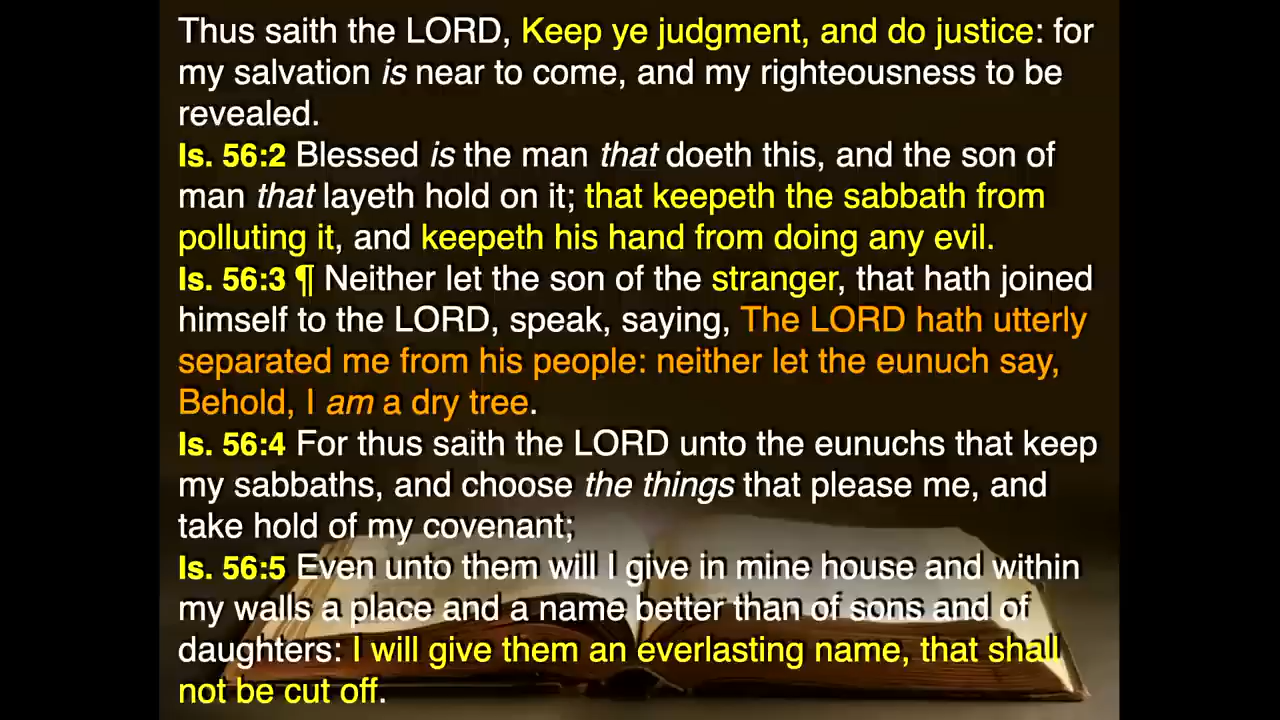 Thus saith the LORD, Keep ye judgment, and do justice: for
my salvation is near to come, and my righteousness to be
revealed.
Is. 56:2 Blessed is the man that doeth this, and the son of
man that layeth hold on it; that keepeth the sabbath from
polluting it, and keepeth his hand from doing any evil.
Is. 56:3 ¶ Neither let the son of the stranger, that hath joined
himself to the LORD, speak, saying, The LORD hath utterly
separated me from his people: neither let the eunuch say,
Behold, I am a dry tree.
Is. 56:4 For thus saith the LORD unto the eunuchs that keep
my sabbaths, and choose the things that please me, and
take hold of my covenant;
Is. 56:5 Even unto them will I give in mine house and within
my walls a place and a name better than of sons and of
daughters: I will give them an everlasting name, that shall
not be cut off.